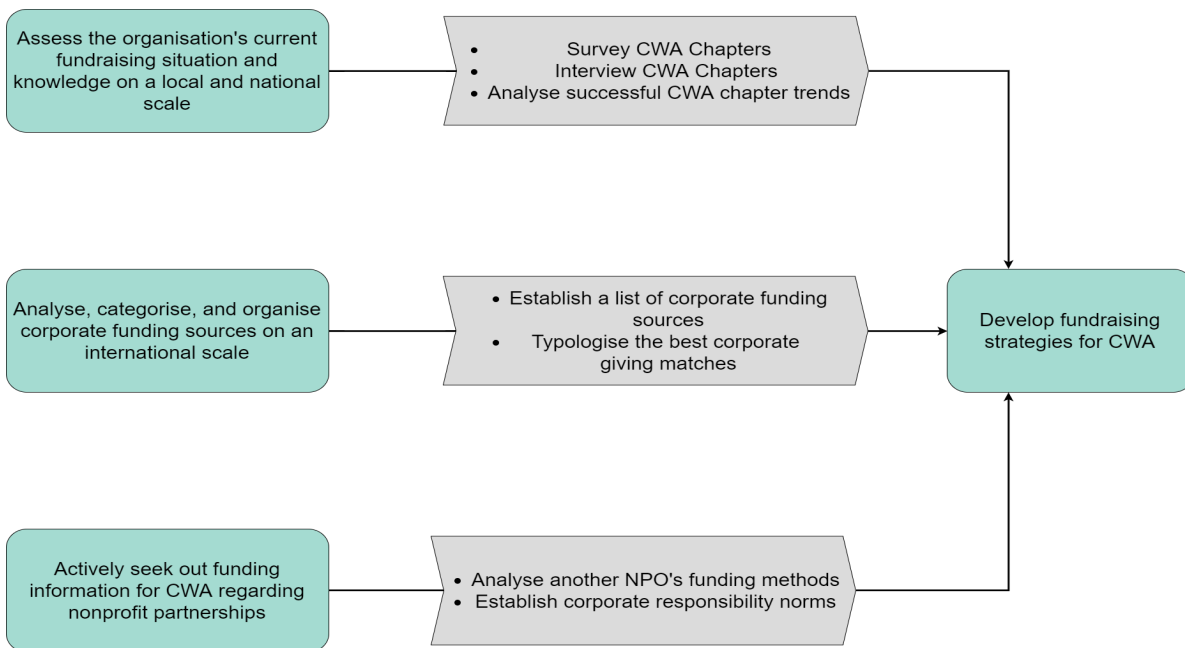 Assess the organisation's current
fundraising situation and
knowledge on a local and national
scale
• Survey CWA Chapters
• Interview CWA Chapters
• Analyse successful CWA chapter trends
Analyse, categorise, and organise
corporate funding sources on an
international scale
• Establish a list of corporate funding
sources
• Typologise the best corporate
giving matches
Develop fundraising
strategies for CWA
Actively seek out funding
information for CWA regarding
nonprofit partnerships
• Analyse another NPO's funding methods
• Establish corporate responsibility norms